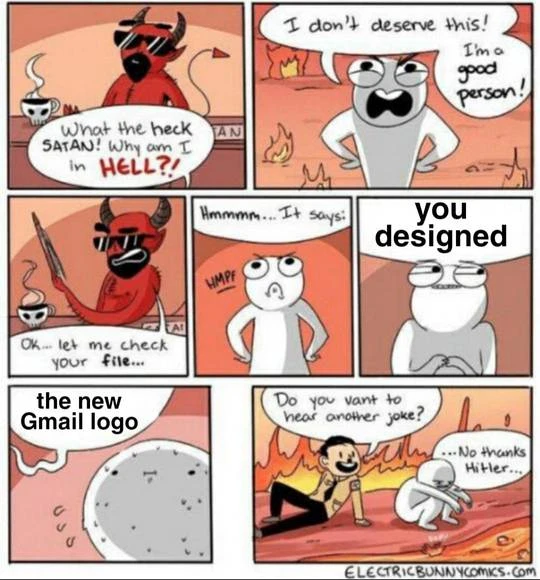 What the heck
SATAN! Why am I
in HELL?!
AN
I don't deserve this!
I'm a
good
person!
OK... let me check
your file...
Hmmmm... It says:
HMPF
you
designed
the new
Gmail logo
Do you vant to
hear another joke?
...No thanks
Hitler...
ELECTRICBUNNYCOMICS.COM